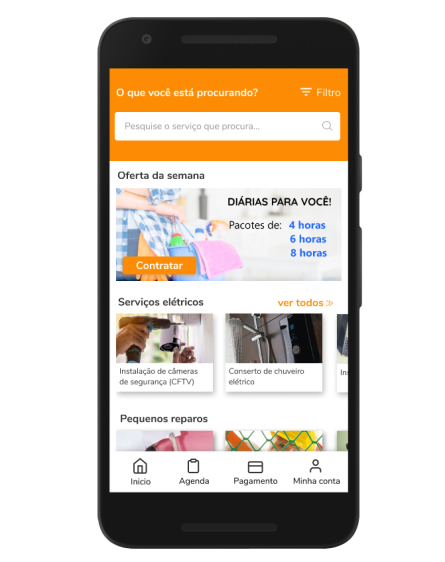 O que você está procurando?
Filtro
Pesquise o serviço que procura...
Oferta da semana
DIÁRIAS PARA VOCÊ!
Pacotes de: 4 horas
6 horas
8 horas
Contratar
Serviços elétricos
ver todos
Instalação de câmeras
de segurança (CFTV)
Conserto de chuveiro
elétrico
Pequenos reparos
Inicio
Agenda
Pagamento
Minha conta